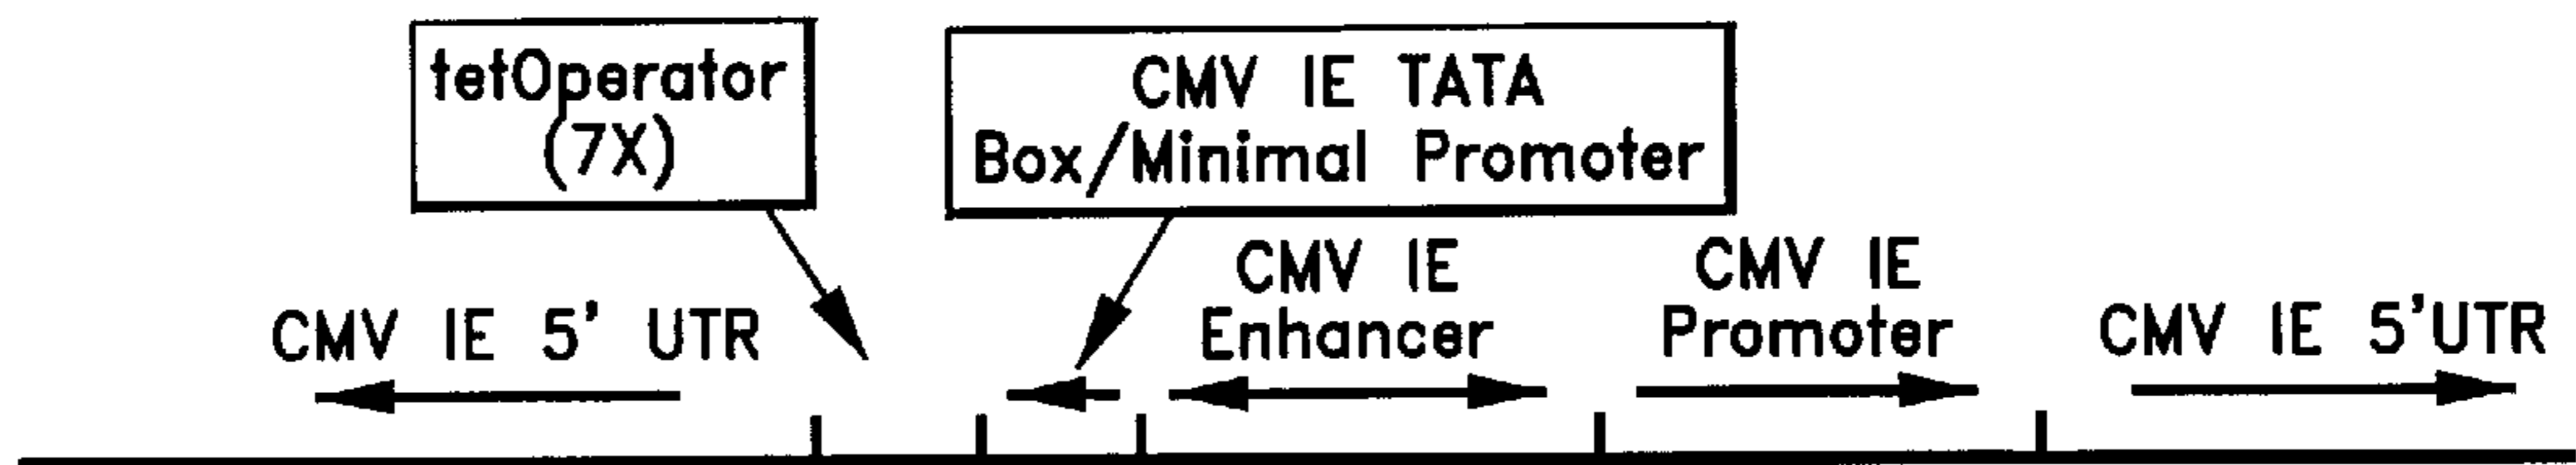 tetOperator
(7X)
CMV IE TATA
Box/Minimal Promoter
CMV IE 5' UTR
CMV IE
Enhancer
CMV IE
Promoter
CMV IE 5'UTR